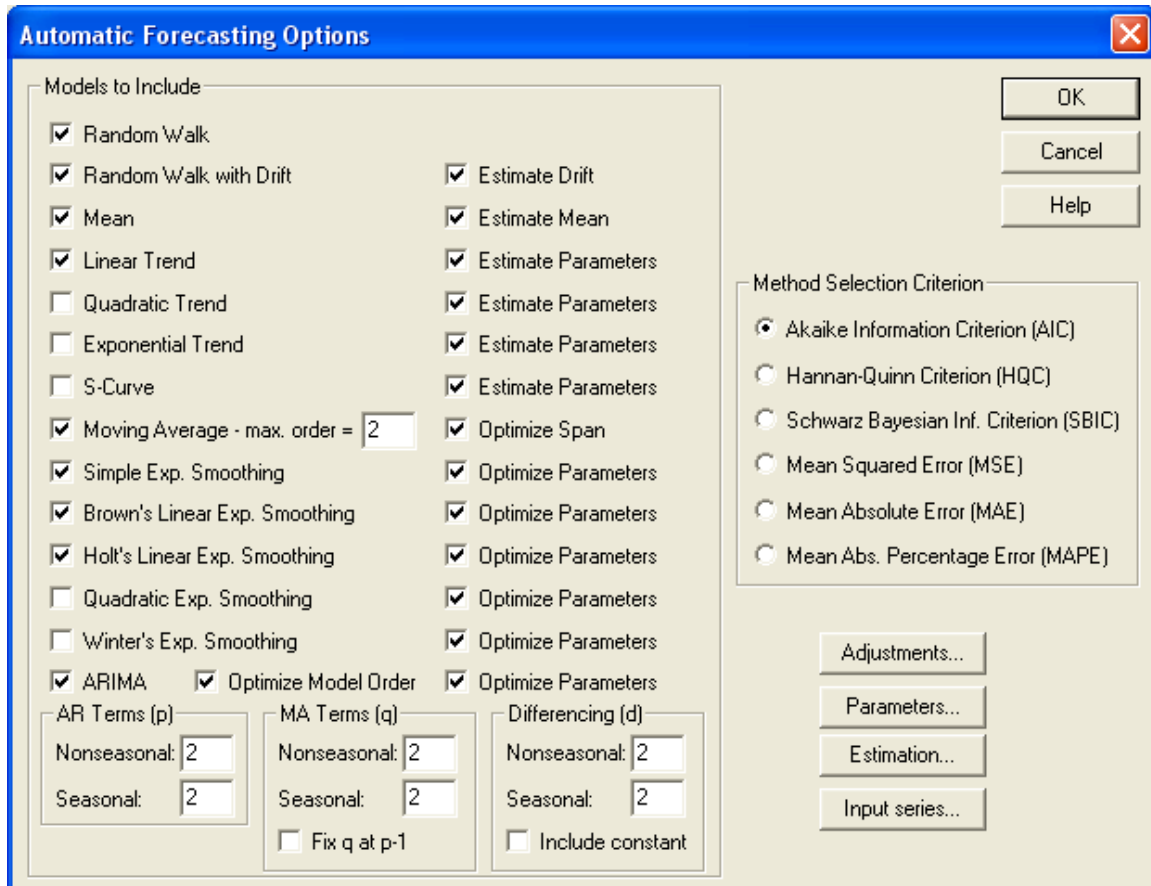 Automatic Forecasting Options
Models to Include
Random Walk
Random Walk with Drift Estimate Drift
Mean Estimate Mean
Linear Trend Estimate Parameters
Quadratic Trend Estimate Parameters
Exponential Trend Estimate Parameters
S-Curve Estimate Parameters
Moving Average - max. order = 2 Optimize Span
Simple Exp. Smoothing Optimize Parameters
Brown's Linear Exp. Smoothing Optimize Parameters
Holt's Linear Exp. Smoothing Optimize Parameters
Quadratic Exp. Smoothing Optimize Parameters
Winter's Exp. Smoothing Optimize Parameters
ARIMA Optimize Model Order Optimize Parameters
AR Terms (p)
Nonseasonal: 2
Seasonal: 2
MA Terms (q)
Nonseasonal: 2
Seasonal: 2
Fix q at p-1
Differencing (d)
Nonseasonal: 2
Seasonal: 2
Include constant
OK
Cancel
Help
Method Selection Criterion
Akaike Information Criterion (AIC)
Hannan-Quinn Criterion (HQC)
Schwarz Bayesian Inf. Criterion (SBIC)
Mean Squared Error (MSE)
Mean Absolute Error (MAE)
Mean Abs. Percentage Error (MAPE)
Adjustments...
Parameters...
Estimation...
Input series...